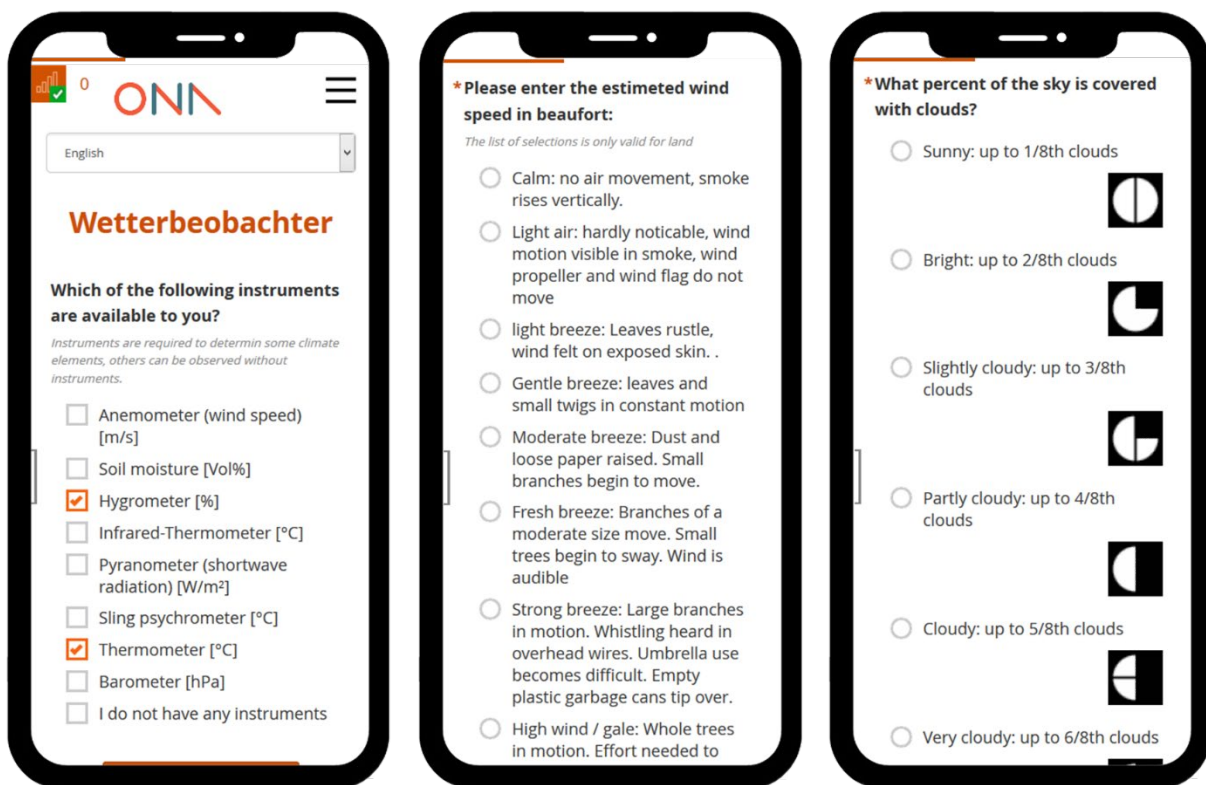 0
ONA
English
Wetterbeobachter
Which of the following instruments
are available to you?
Instruments are required to determin some climate
elements, others can be observed without
instruments.
Anemometer (wind speed)
[m/s]
Soil moisture [Vol%]
Hygrometer [%]
Infrared-Thermometer [°C]
Pyranometer (shortwave
radiation) [W/m²]
Sling psychrometer [°C]
Thermometer [°C]
Barometer [hPa]
I do not have any instruments
*Please enter the estimeted wind
speed in beaufort:
The list of selections is only valid for land
Calm: no air movement, smoke
rises vertically.
Light air: hardly noticable, wind
motion visible in smoke, wind
propeller and wind flag do not
move
light breeze: Leaves rustle,
wind felt on exposed skin. .
Gentle breeze: leaves and
small twigs in constant motion
Moderate breeze: Dust and
loose paper raised. Small
branches begin to move.
Fresh breeze: Branches of a
moderate size move. Small
trees begin to sway. Wind is
audible
Strong breeze: Large branches
in motion. Whistling heard in
overhead wires. Umbrella use
becomes difficult. Empty
plastic garbage cans tip over.
High wind / gale: Whole trees
in motion. Effort needed to
*What percent of the sky is covered
with clouds?
Sunny: up to 1/8th clouds
Bright: up to 2/8th clouds
Slightly cloudy: up to 3/8th
clouds
Partly cloudy: up to 4/8th
clouds
Cloudy: up to 5/8th clouds
Very cloudy: up to 6/8th clouds